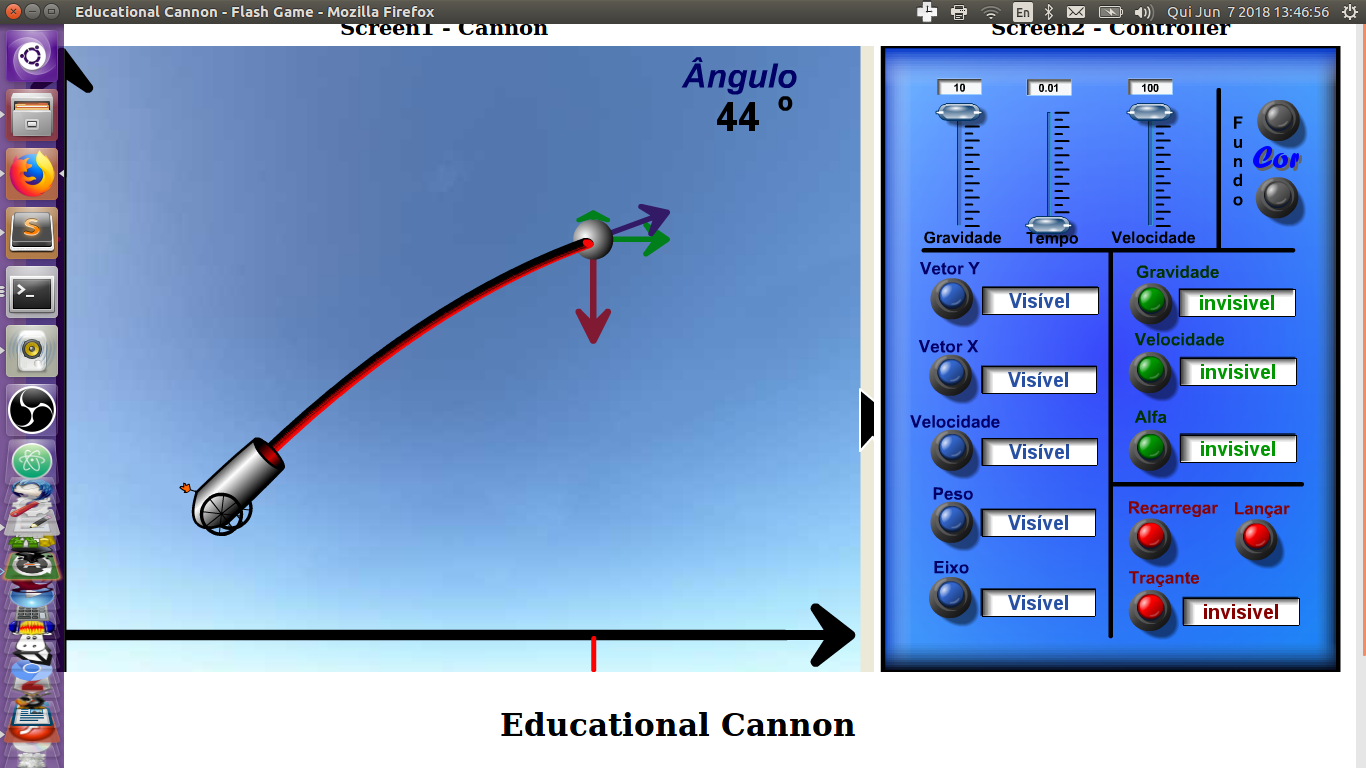 Educational Cannon - Flash Game - Mozilla Firefox
En
Qui Jun 7 2018 13:46:56
Screen1 - Cannon
Screen2 - Controller
Ângulo
44 º
10
0.01
100
Gravidade
Tempo
Velocidade
Fundo
Cor
Vetor Y
Visível
Vetor X
Visível
Velocidade
Visível
Peso
Visível
Eixo
Visível
Gravidade
invisivel
Velocidade
invisivel
Alfa
invisivel
Recarregar
Lançar
Traçante
invisivel
Educational Cannon